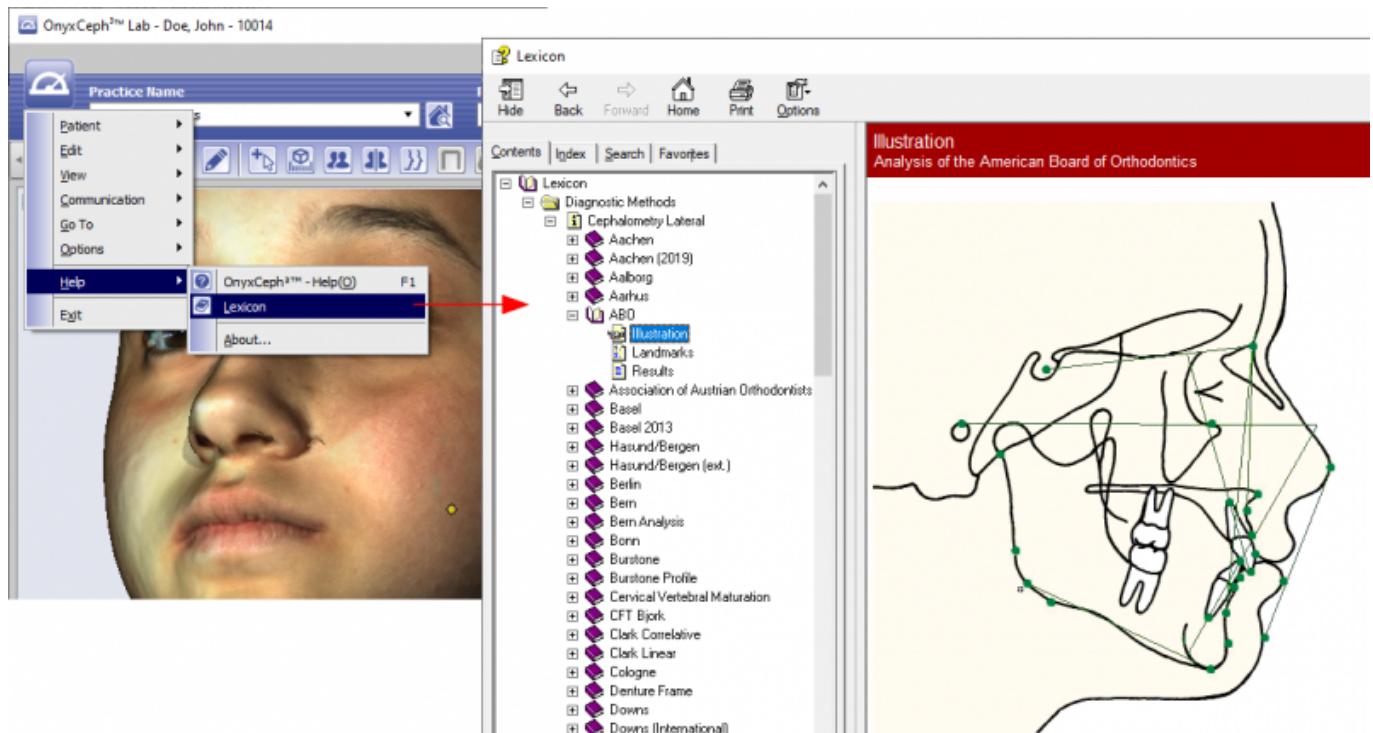 OnyxCeph³™ Lab - Doe, John - 10014
Practice Name
Patient
Edit
View
Communication
Go To
Options
Help
Exit
OnyxCeph³™ - Help(O) F1
Lexicon
About...
Lexicon
Hide Back Forward Home Print Options
Contents Index Search Favorites
Lexicon
Diagnostic Methods
Cephalometry Lateral
Aachen
Aachen (2019)
Aalborg
Aarhus
ABO
Illustration
Landmarks
Results
Association of Austrian Orthodontists
Basel
Basel 2013
Hasund/Bergen
Hasund/Bergen (ext.)
Berlin
Bern
Bern Analysis
Bonn
Burstone
Burstone Profile
Cervical Vertebral Maturation
CFT Bjork
Clark Correlative
Clark Linear
Cologne
Denture Frame
Downs
Downs (International)
Illustration
Analysis of the American Board of Orthodontics